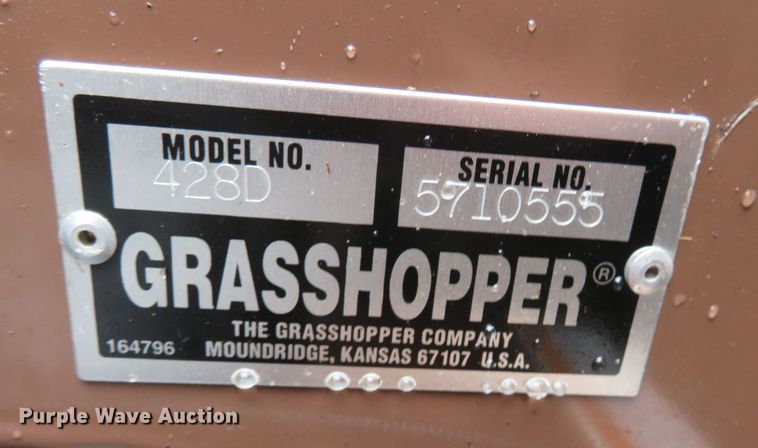 MODEL NO.
428D
SERIAL NO.
5710555
GRASSHOPPER®
THE GRASSHOPPER COMPANY
164796
MOUNDRIDGE, KANSAS 67107 U.S.A.
Purple Wave Auction